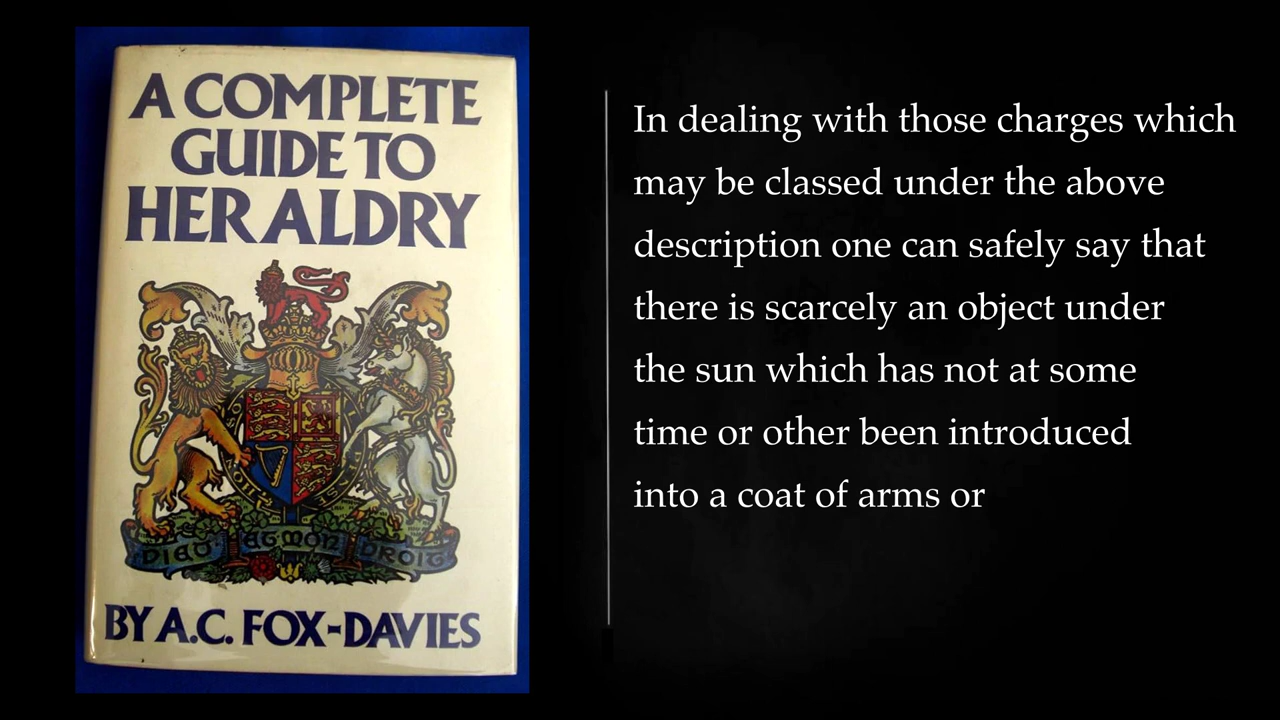 A COMPLETE
GUIDE TO
HERALDRY
DIEU ET MON DROIT
BY A.C. FOX-DAVIES
In dealing with those charges which
may be classed under the above
description one can safely say that
there is scarcely an object under
the sun which has not at some
time or other been introduced
into a coat of arms or